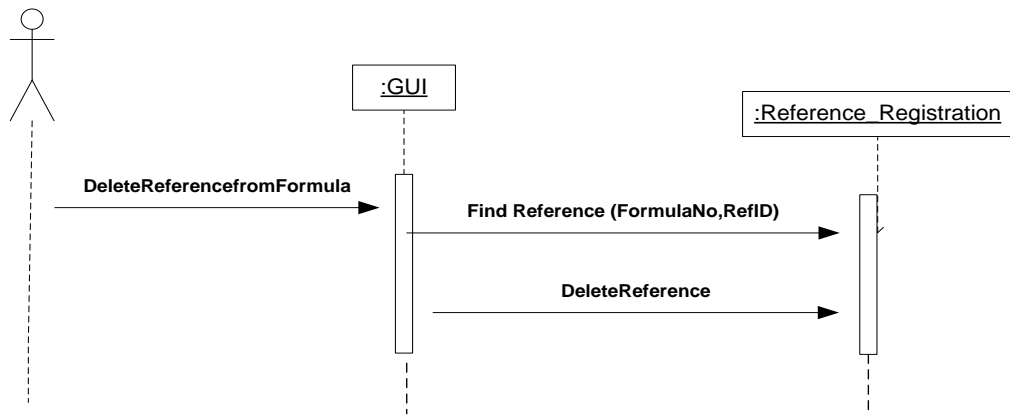 :GUI
:Reference_Registration
DeleteReferencefromFormula
Find Reference (FormulaNo,RefID)
DeleteReference